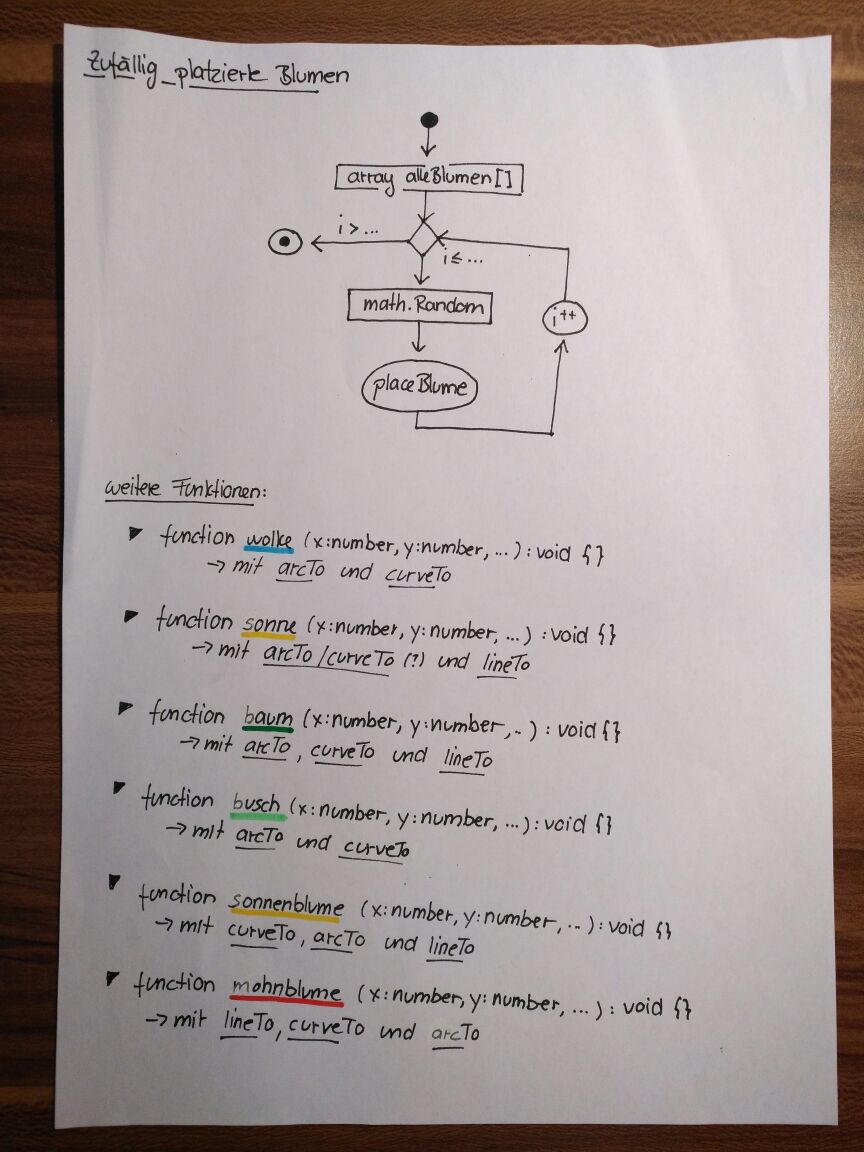 Zufällig platzierte Blumen
array alleBlumen[]
i > ...
i ≤ ...
math.Random
i++
placeBlume
weitere Funktionen:
function wolke (x:number, y:number, ...) : void {}
→ mit arcTo und curveTo
function sonne (x:number, y:number, ...) : void {}
→ mit arcTo/curveTo (?) und lineTo
function baum (x:number, y:number, ..) : void {}
→ mit arcTo, curveTo und lineTo
function busch (x:number, y:number, ...) : void {}
→ mit arcTo und curveTo
function sonnenblume (x:number, y:number, ...) : void {}
→ mit curveTo, arcTo und lineTo
function mohnblume (x:number, y:number, ...) : void {}
→ mit lineTo, curveTo und arcTo